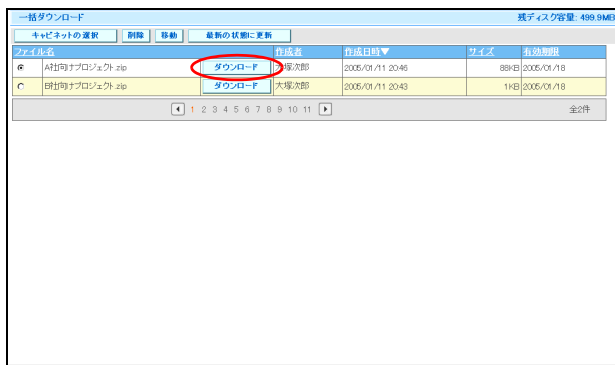 一括ダウンロード 残ディスク容量: 499.9MB
キャビネットの選択 削除 移動 最新の状態に更新
ファイル名 作成者 作成日時▼ サイズ 有効期限
A社向けプロジェクト.zip ダウンロード 大塚次郎 2005/01/11 20:46 88KB 2005/01/18
B社向けプロジェクト.zip ダウンロード 大塚次郎 2005/01/11 20:43 1KB 2005/01/18
1 2 3 4 5 6 7 8 9 10 11 全2件